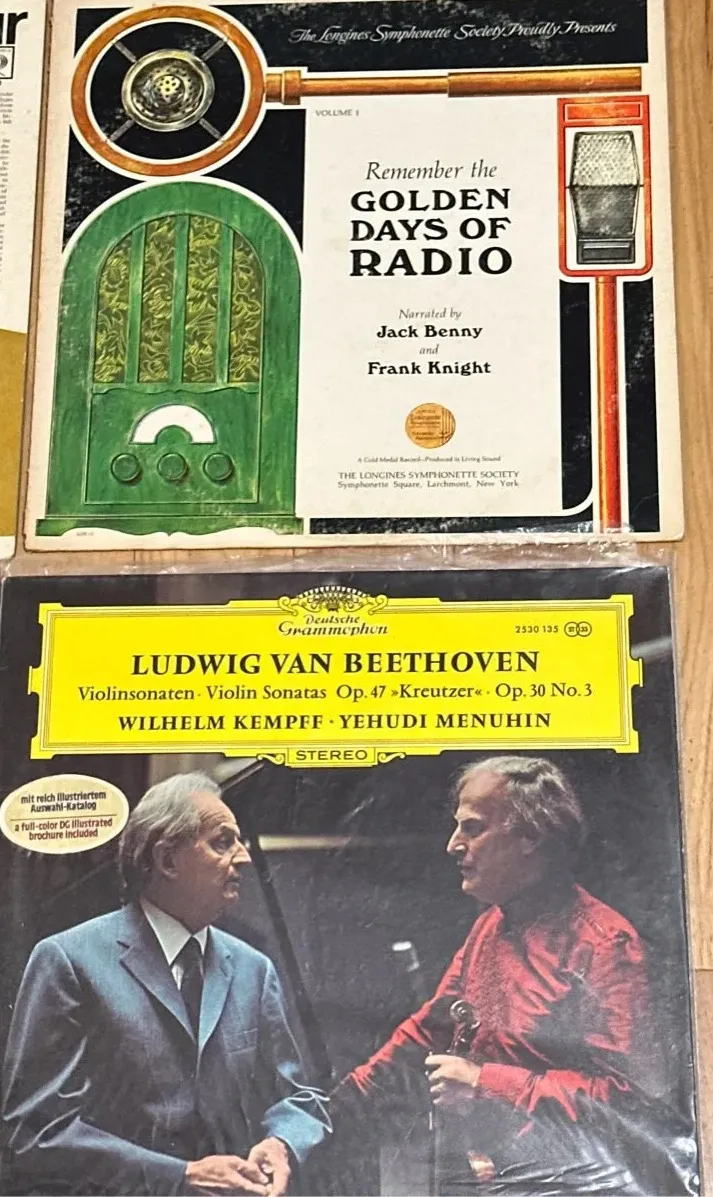 The Longines Symphonette Society Proudly Presents
VOLUME 1
Remember the
GOLDEN
DAYS OF
RADIO
Narrated by
Jack Benny
and
Frank Knight
A Gold Medal Record—Produced in Living Sound
THE LONGINES SYMPHONETTE SOCIETY
Symphonette Square, Larchmont, New York
Deutsche
Grammophon
2530 135 ST 33
LUDWIG VAN BEETHOVEN
Violinsonaten · Violin Sonatas Op. 47 »Kreutzer« · Op. 30 No. 3
WILHELM KEMPFF · YEHUDI MENUHIN
STEREO
mit reich illustriertem
Auswahl-Katalog
a full-color DG illustrated
brochure included